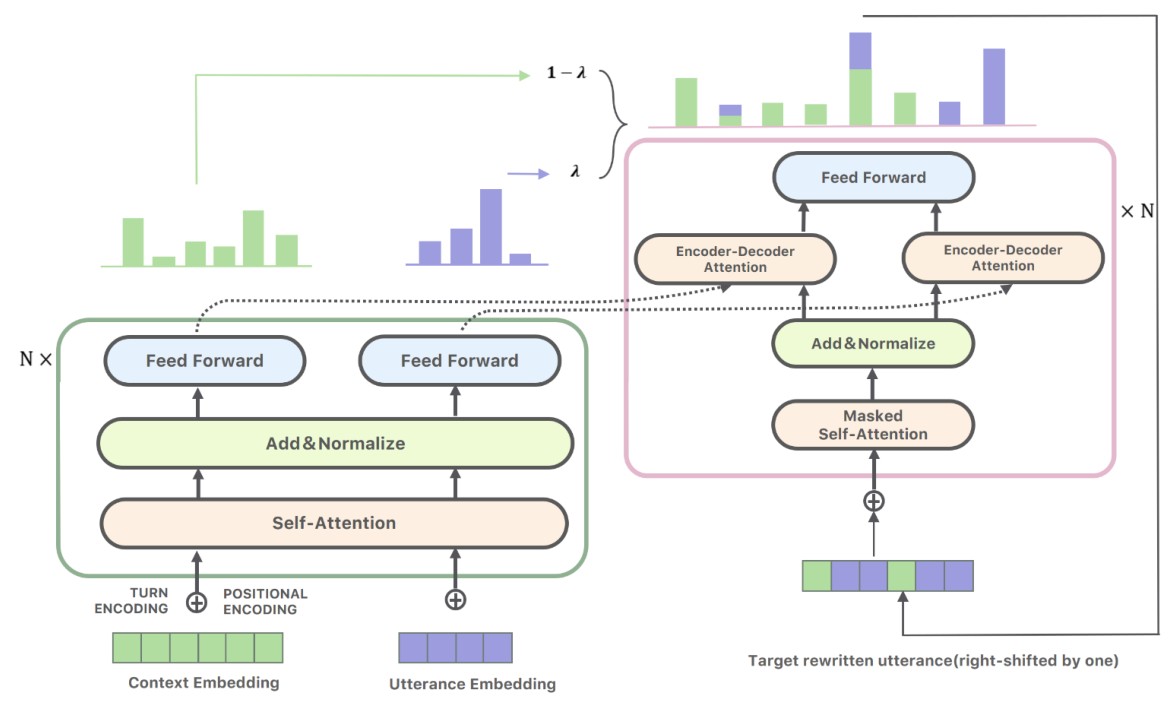 1 − λ
λ
Feed Forward
× N
Encoder-Decoder
Attention
Encoder-Decoder
Attention
Add&Normalize
Masked
Self-Attention
N ×
Feed Forward
Feed Forward
Add&Normalize
Self-Attention
TURN
ENCODING
POSITIONAL
ENCODING
Context Embedding
Utterance Embedding
Target rewritten utterance(right-shifted by one)